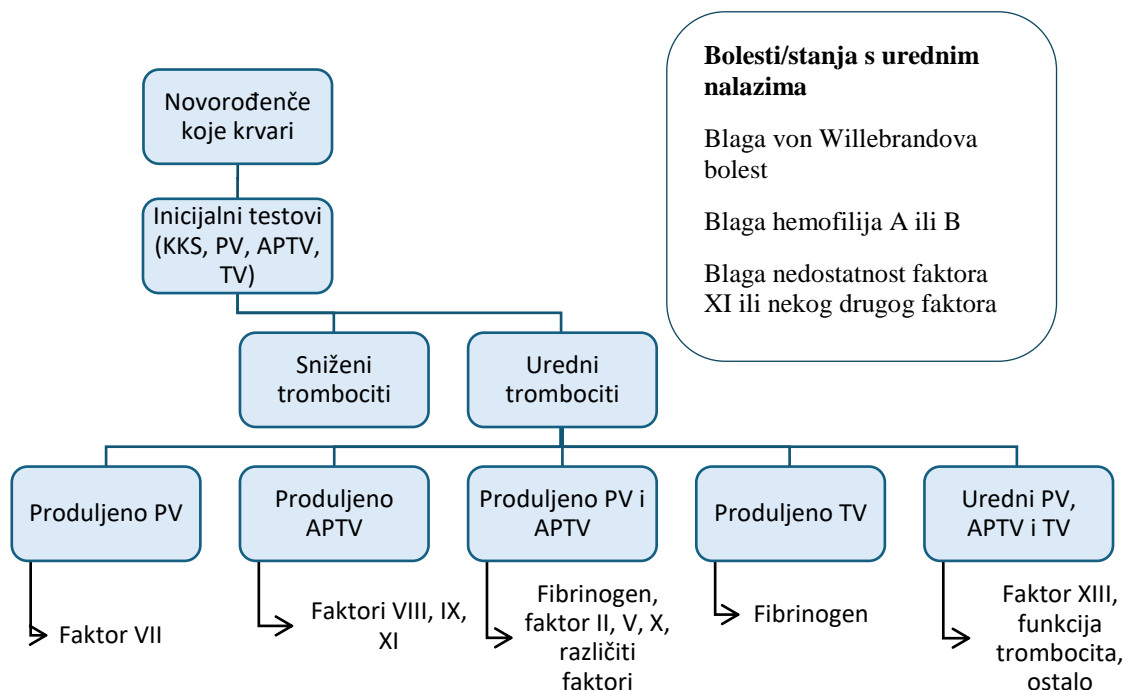 Bolesti/stanja s urednim
nalazima
Blaga von Willebrandova
bolest
Blaga hemofilija A ili B
Blaga nedostatnost faktora
XI ili nekog drugog faktora
Novorođenče
koje krvari
Inicijalni testovi
(KKS, PV, APTV,
TV)
Sniženi
trombociti
Uredni
trombociti
Produljeno PV
Produljeno
APTV
Produljeno PV i
APTV
Produljeno TV
Uredni PV,
APTV i TV
Faktor VII
Faktori VIII, IX,
XI
Fibrinogen,
faktor II, V, X,
različiti
faktori
Fibrinogen
Faktor XIII,
funkcija
trombocita,
ostalo